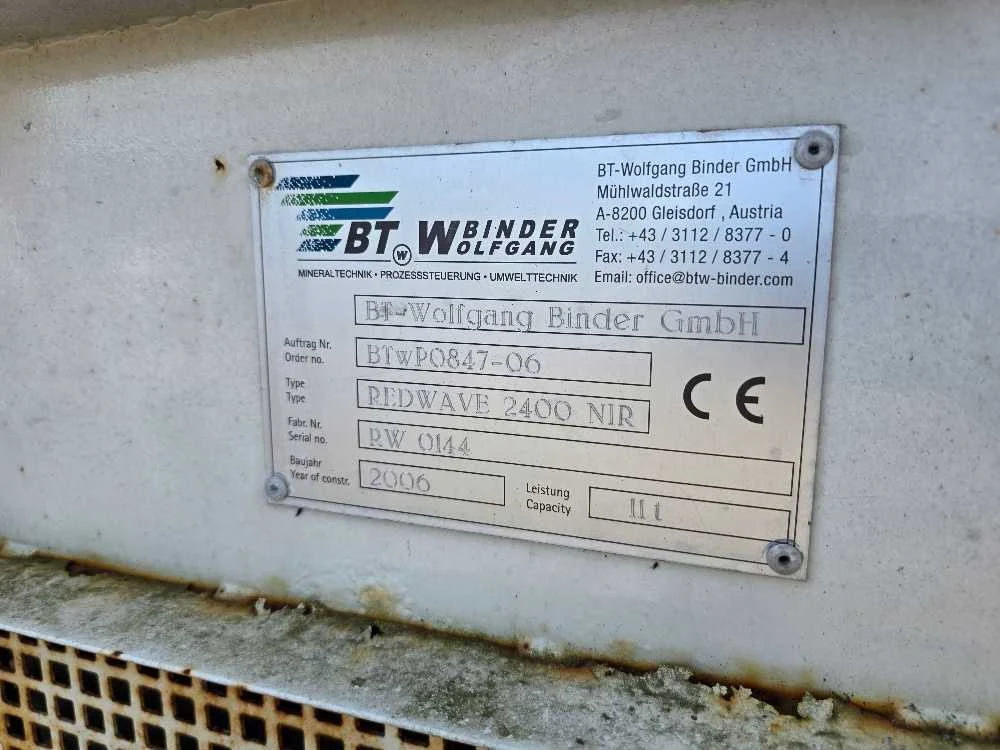 BT-Wolfgang Binder GmbH
Mühlwaldstraße 21
A-8200 Gleisdorf , Austria
Tel.: +43 / 3112 / 8377 - 0
Fax: +43 / 3112 / 8377 - 4
Email: office@btw-binder.com
BT W WBINDER
OLFGANG
MINERALTECHNIK · PROZESSSTEUERUNG · UMWELTTECHNIK
BT-Wolfgang Binder GmbH
Auftrag Nr.
Order no.
BTwP0847-06
Type
Type
REDWAVE 2400 NIR
CE
Fabr. Nr.
Serial no.
RW 0144
Baujahr
Year of constr.
2006
Leistung
Capacity
11 t